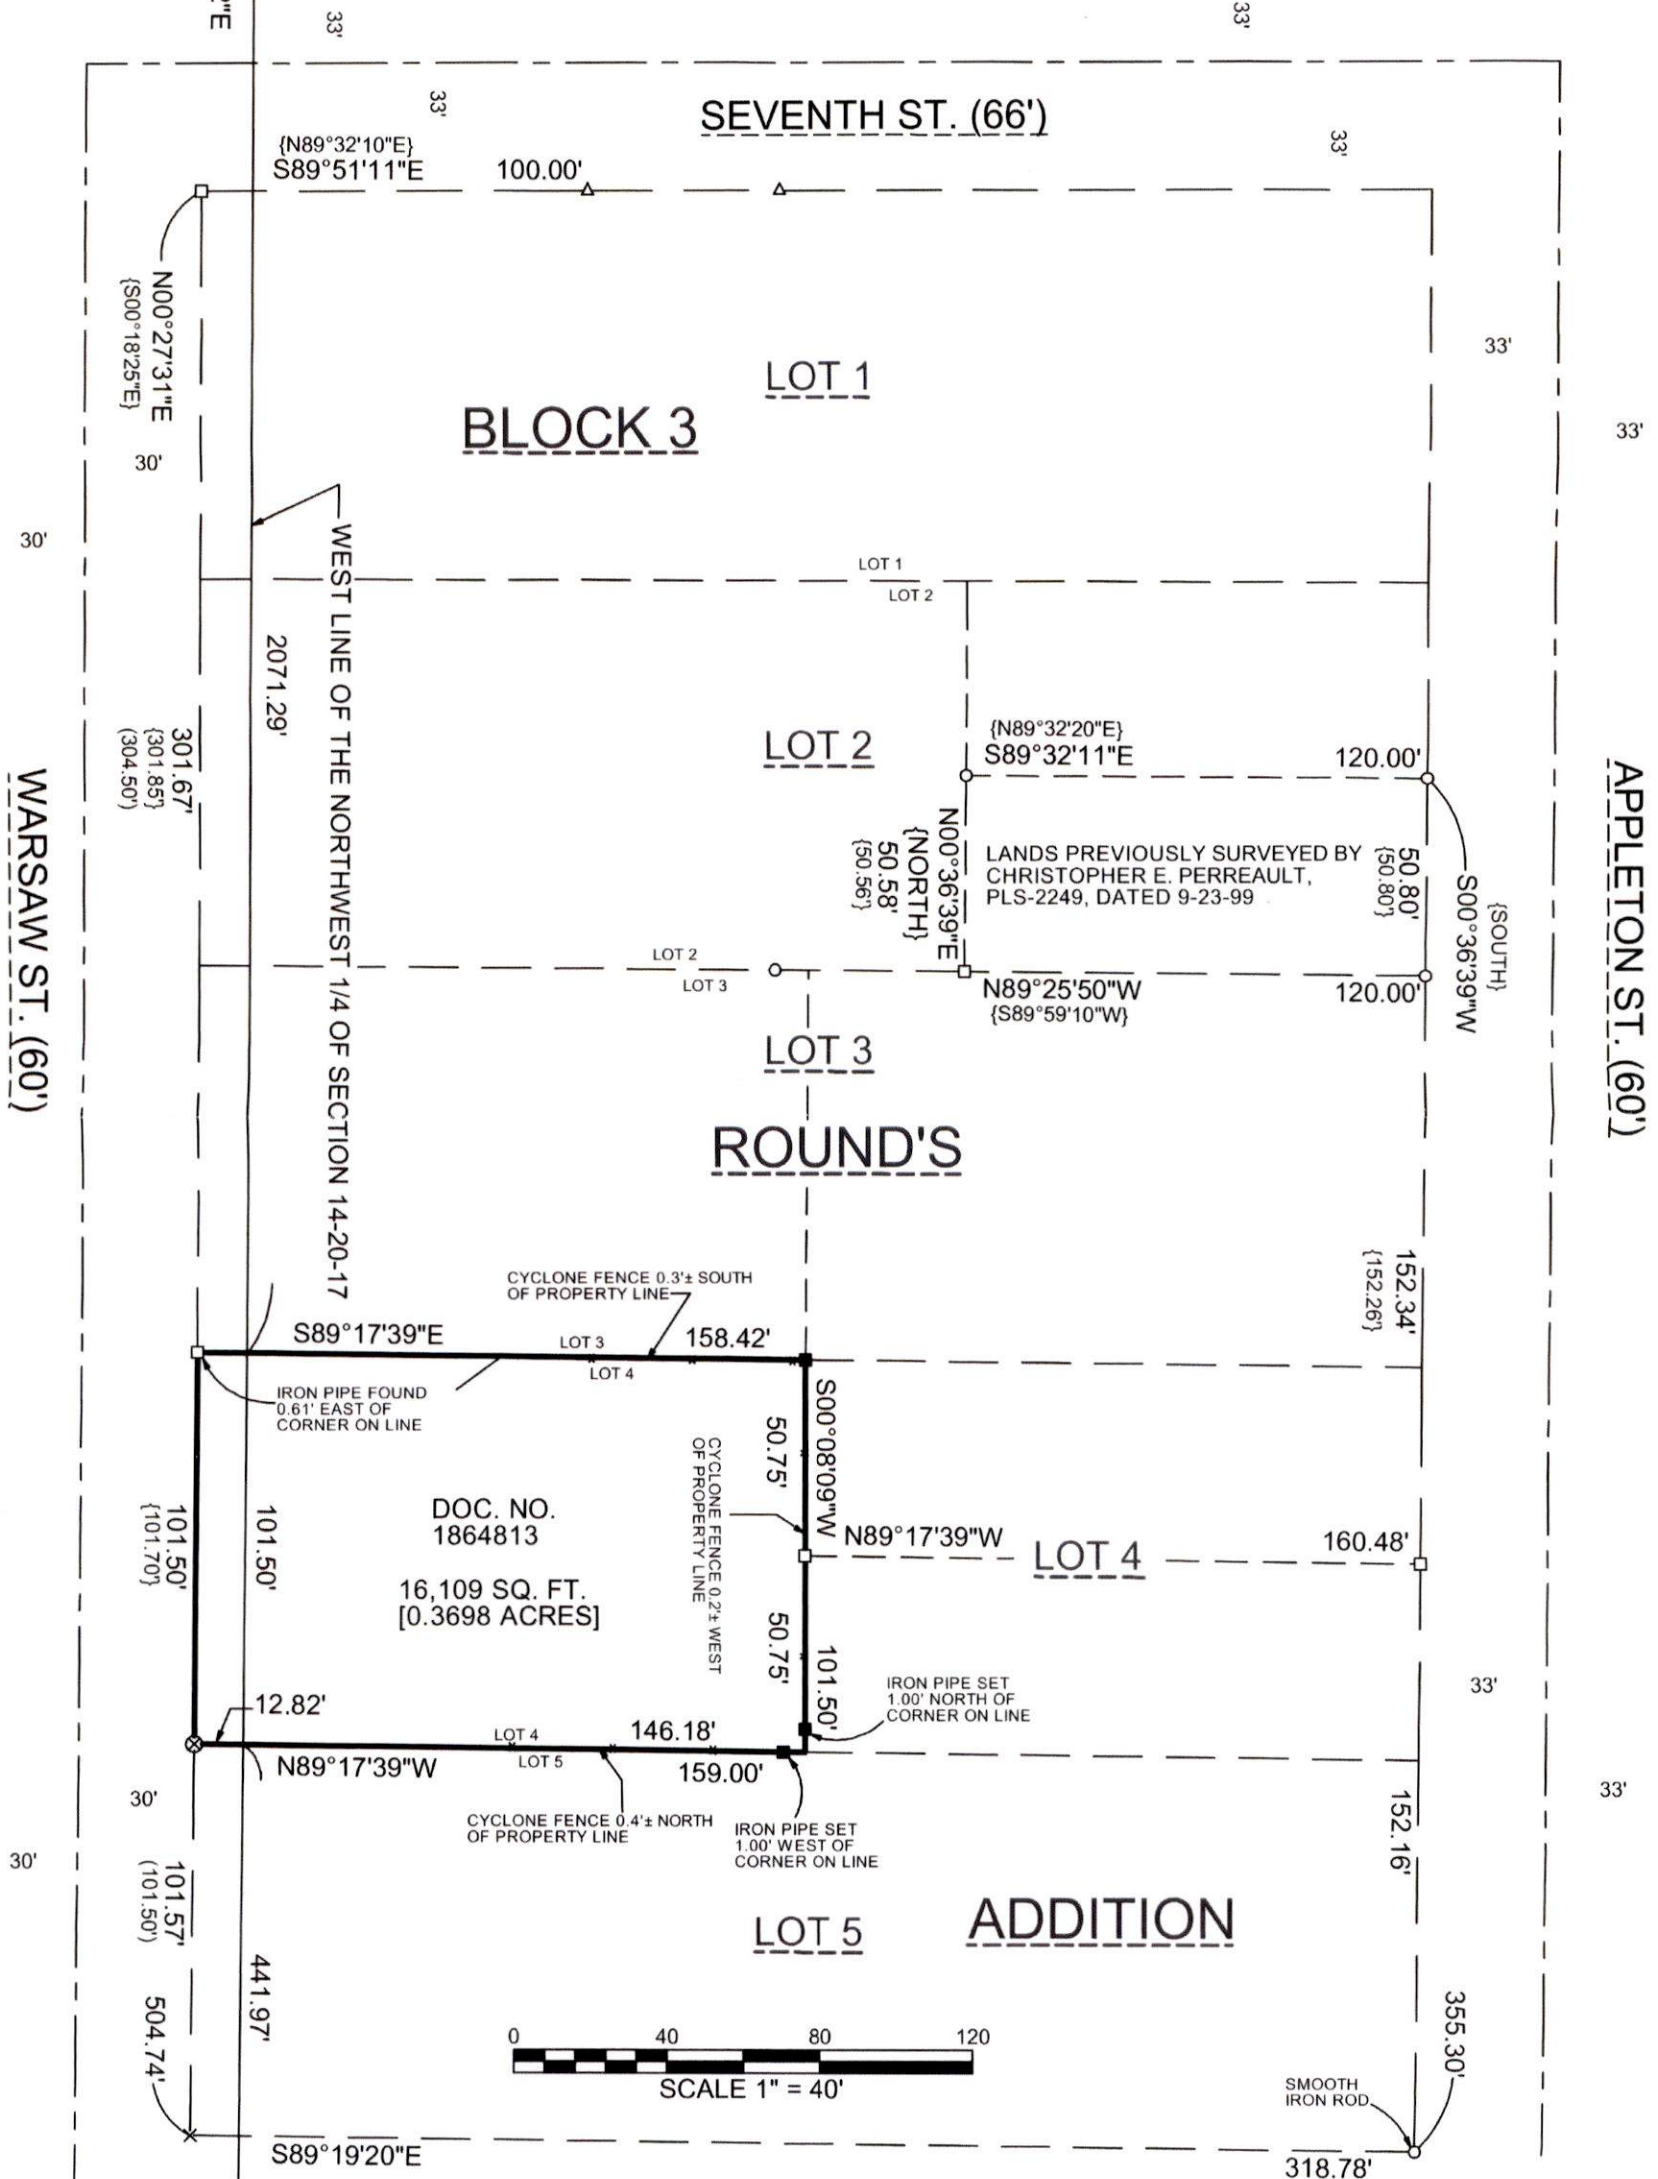 "E
33'
33'
33'
SEVENTH ST. (66')
33'
{N89°32'10"E}
S89°51'11"E
100.00'
N00°27'31"E
{S00°18'25"E}
30'
33'
33'
LOT 1
BLOCK 3
30'
WEST LINE OF THE NORTHWEST 1/4 OF SECTION 14-20-17
LOT 1
LOT 2
2071.29'
301.67'
{301.85'}
(304.50')
LOT 2
{N89°32'20"E}
S89°32'11"E
120.00'
N00°36'39"E
{NORTH}
50.58'
{50.56'}
LANDS PREVIOUSLY SURVEYED BY
CHRISTOPHER E. PERREAULT,
PLS-2249, DATED 9-23-99
50.80'
{50.80'}
{SOUTH}
S00°36'39"W
WARSAW ST. (60')
APPLETON ST. (60')
LOT 2
LOT 3
N89°25'50"W
{S89°59'10"W}
120.00'
LOT 3
ROUND'S
152.34'
{152.26'}
CYCLONE FENCE 0.3'± SOUTH
OF PROPERTY LINE
S89°17'39"E
LOT 3
158.42'
LOT 4
IRON PIPE FOUND
0.61' EAST OF
CORNER ON LINE
S00°08'09"W
50.75'
CYCLONE FENCE 0.2'± WEST
OF PROPERTY LINE
101.50'
{101.70'}
101.50'
DOC. NO.
1864813
16,109 SQ. FT.
[0.3698 ACRES]
N89°17'39"W
LOT 4
160.48'
50.75'
101.50'
IRON PIPE SET
1.00' NORTH OF
CORNER ON LINE
33'
12.82'
LOT 4
146.18'
LOT 5
N89°17'39"W
159.00'
30'
33'
CYCLONE FENCE 0.4'± NORTH
OF PROPERTY LINE
IRON PIPE SET
1.00' WEST OF
CORNER ON LINE
152.16'
30'
101.57'
(101.50')
LOT 5
ADDITION
441.97'
504.74'
355.30'
0 40 80 120
SCALE 1" = 40'
SMOOTH
IRON ROD
S89°19'20"E
318.78'